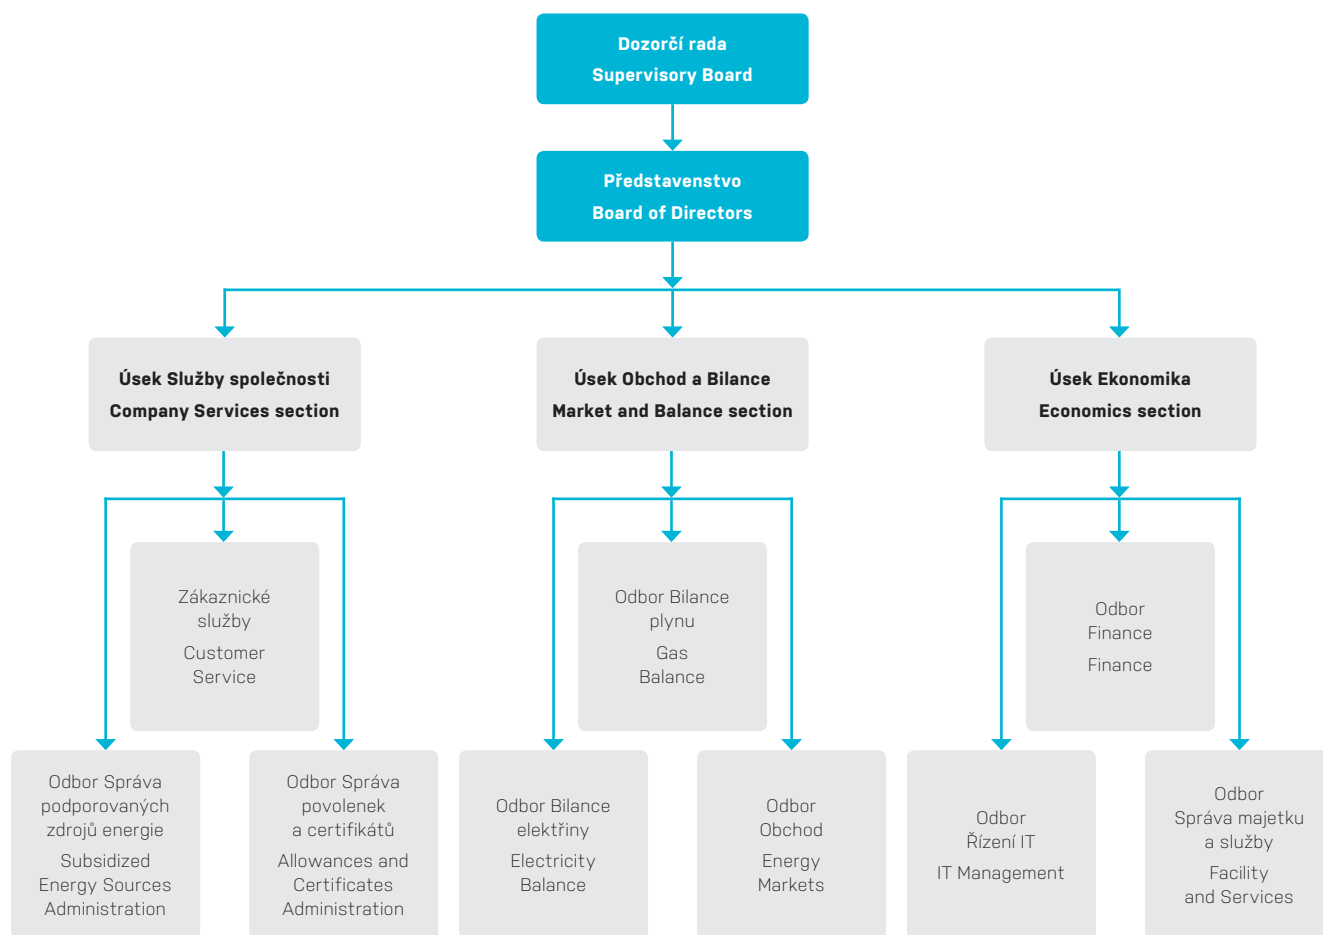 Dozorčí rada
Supervisory Board
Představenstvo
Board of Directors
Úsek Služby společnosti
Company Services section
Úsek Obchod a Bilance
Market and Balance section
Úsek Ekonomika
Economics section
Zákaznické
služby
Customer
Service
Odbor Bilance
plynu
Gas
Balance
Odbor
Finance
Finance
Odbor Správa
podporovaných
zdrojů energie
Subsidized
Energy Sources
Administration
Odbor Správa
povolenek
a certifikátů
Allowances and
Certificates
Administration
Odbor Bilance
elektřiny
Electricity
Balance
Odbor
Obchod
Energy
Markets
Odbor
Řízení IT
IT Management
Odbor
Správa majetku
a služby
Facility
and Services